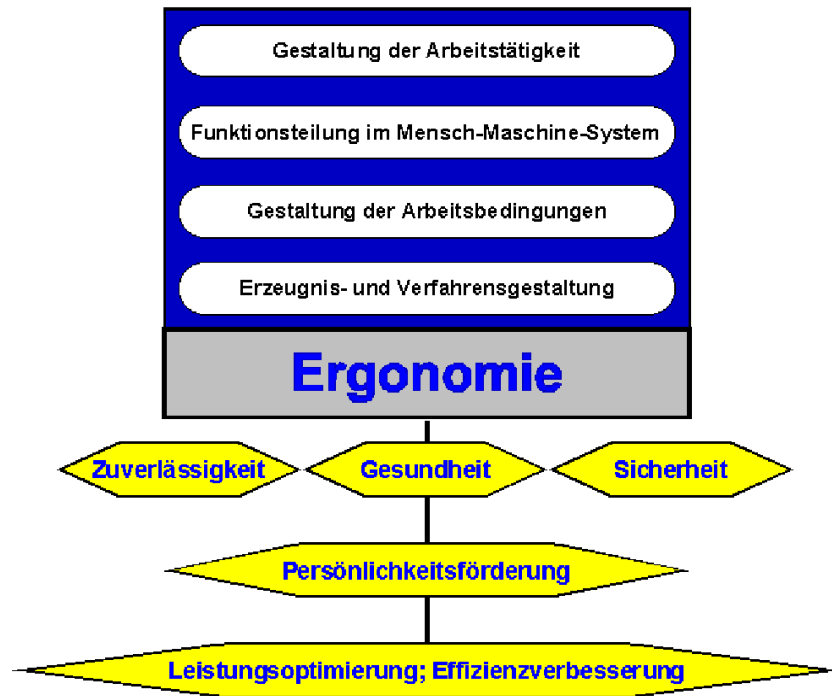 Gestaltung der Arbeitstätigkeit
Funktionsteilung im Mensch-Maschine-System
Gestaltung der Arbeitsbedingungen
Erzeugnis- und Verfahrensgestaltung
Ergonomie
Zuverlässigkeit Gesundheit Sicherheit
Persönlichkeitsförderung
Leistungsoptimierung; Effizienzverbesserung